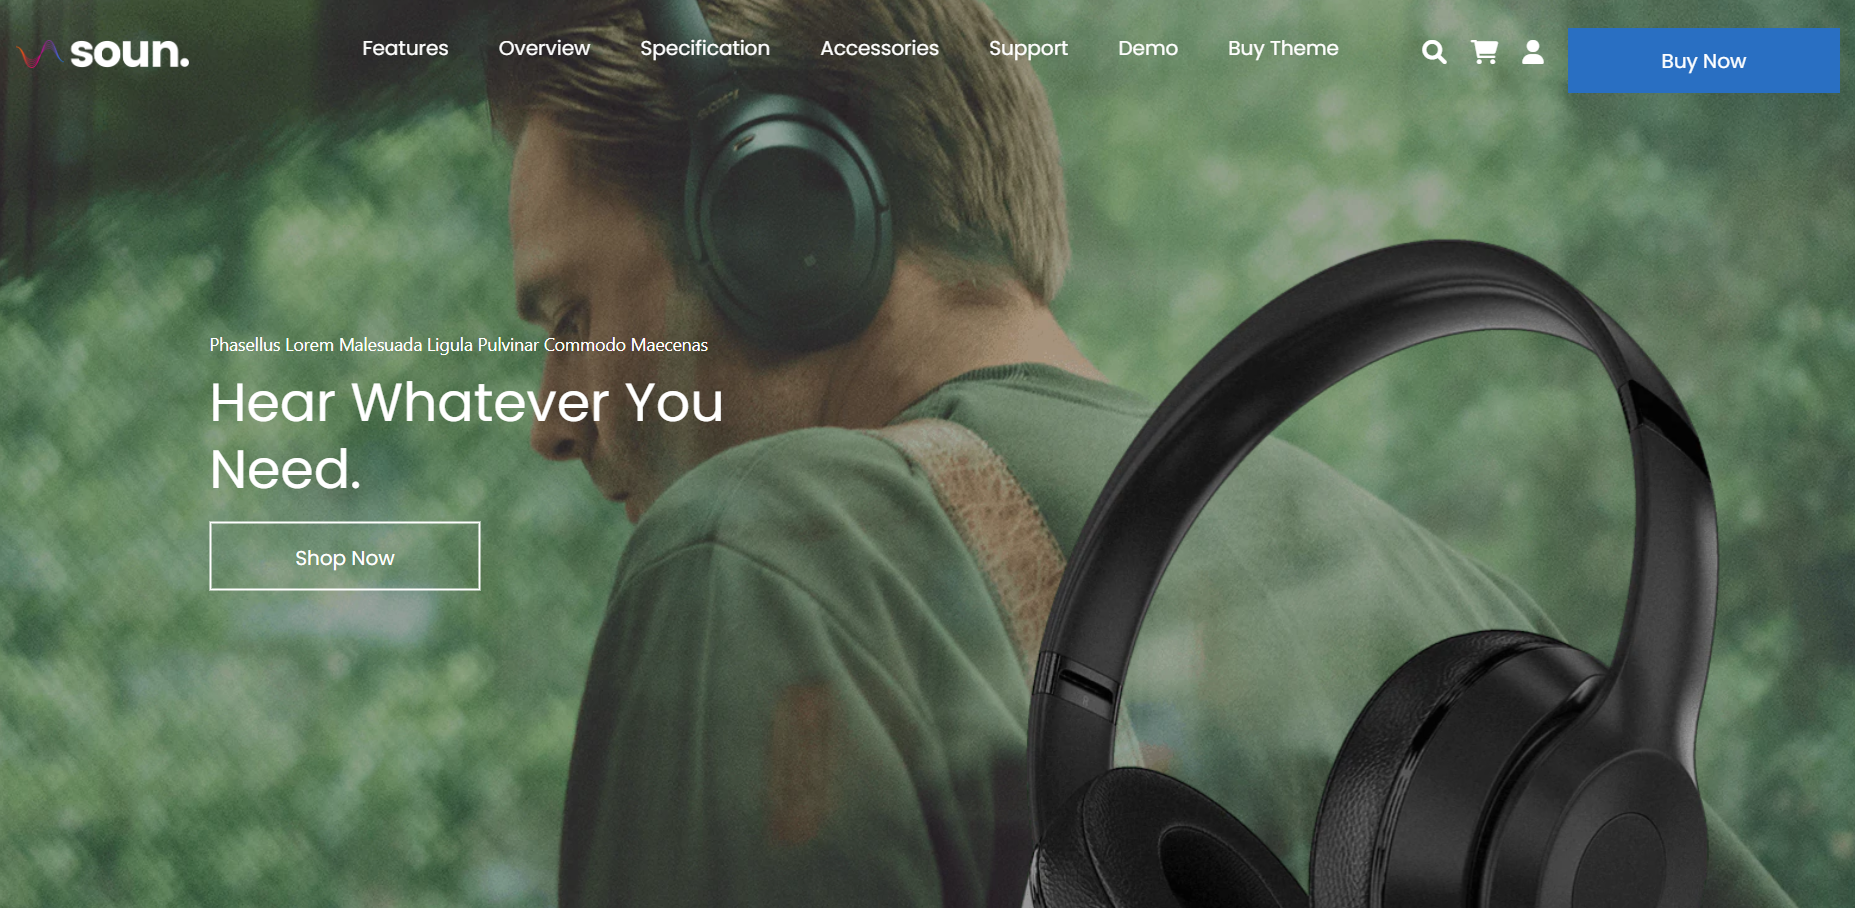 soun.
Features
Overview
Specification
Accessories
Support
Demo
Buy Theme
Buy Now
SONY
Phasellus Lorem Malesuada Ligula Pulvinar Commodo Maecenas
Hear Whatever You
Need.
Shop Now